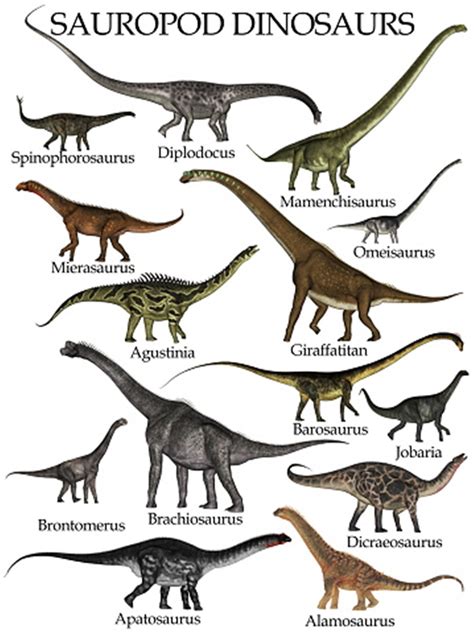 SAUROPOD DINOSAURS
Spinophorosaurus
Diplodocus
Mamenchisaurus
Mierasaurus
Omeisaurus
Agustinia
Giraffatitan
Barosaurus
Jobaria
Brontomerus
Brachiosaurus
Dicraeosaurus
Apatosaurus
Alamosaurus